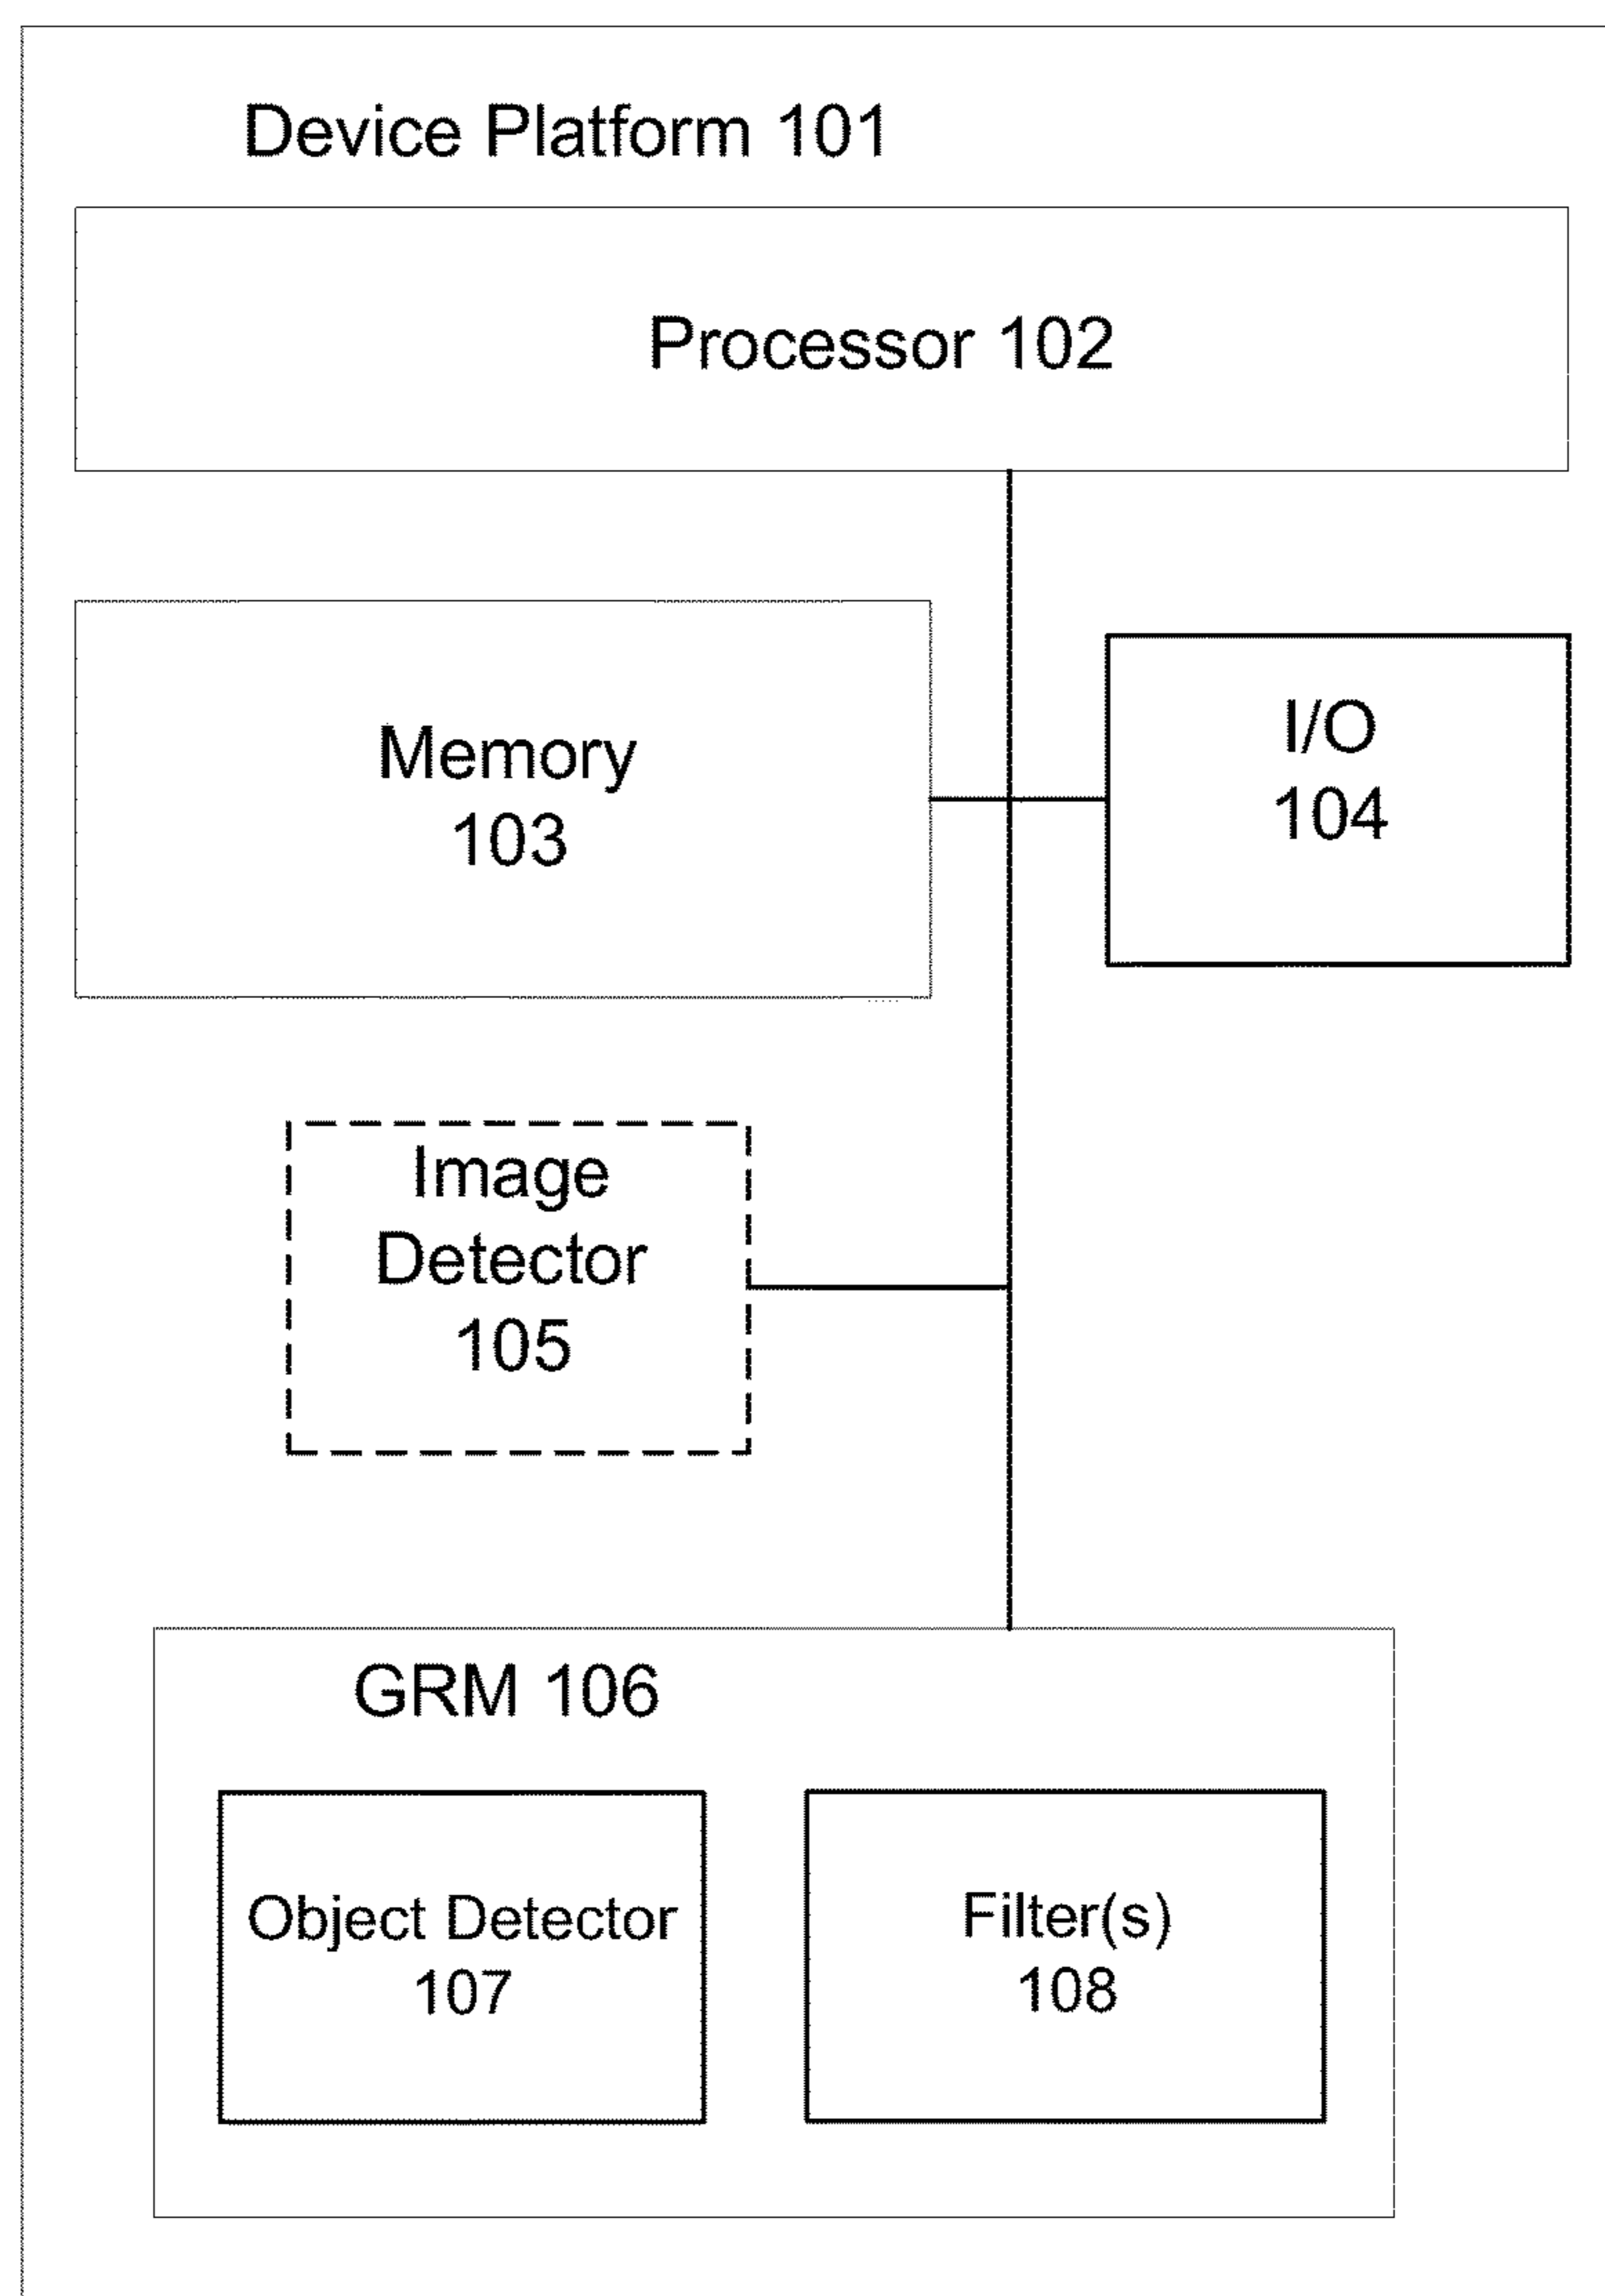 Device Platform 101
Processor 102
Memory
103
I/O
104
Image
Detector
105
GRM 106
Object Detector
107
Filter(s)
108